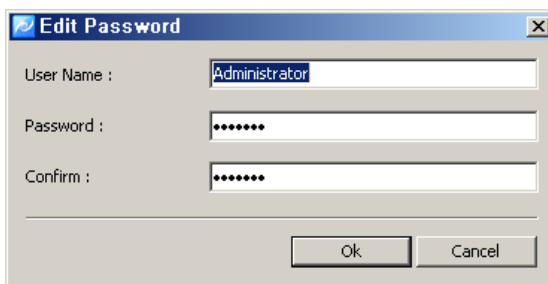 Edit Password
User Name : Administrator
Password : •••••••
Confirm : •••••••
Ok Cancel